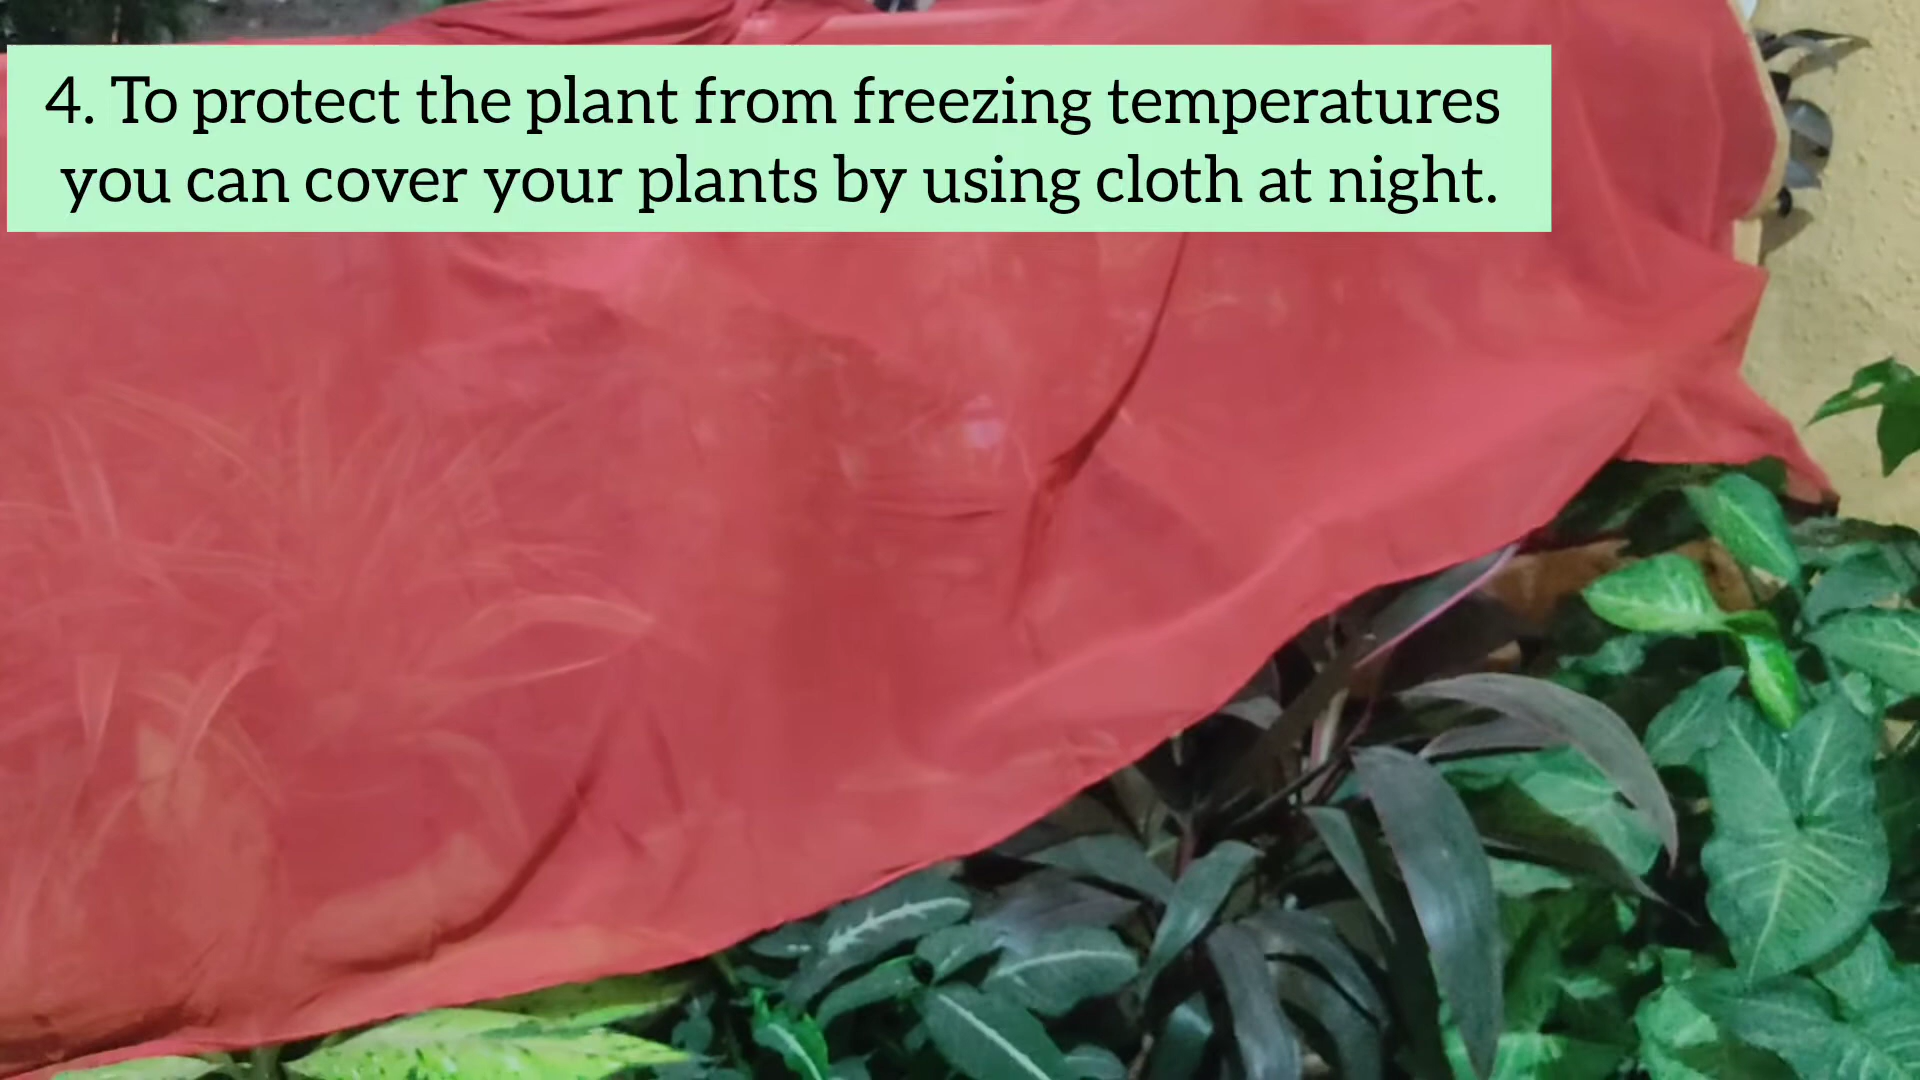 4. To protect the plant from freezing temperatures
you can cover your plants by using cloth at night.